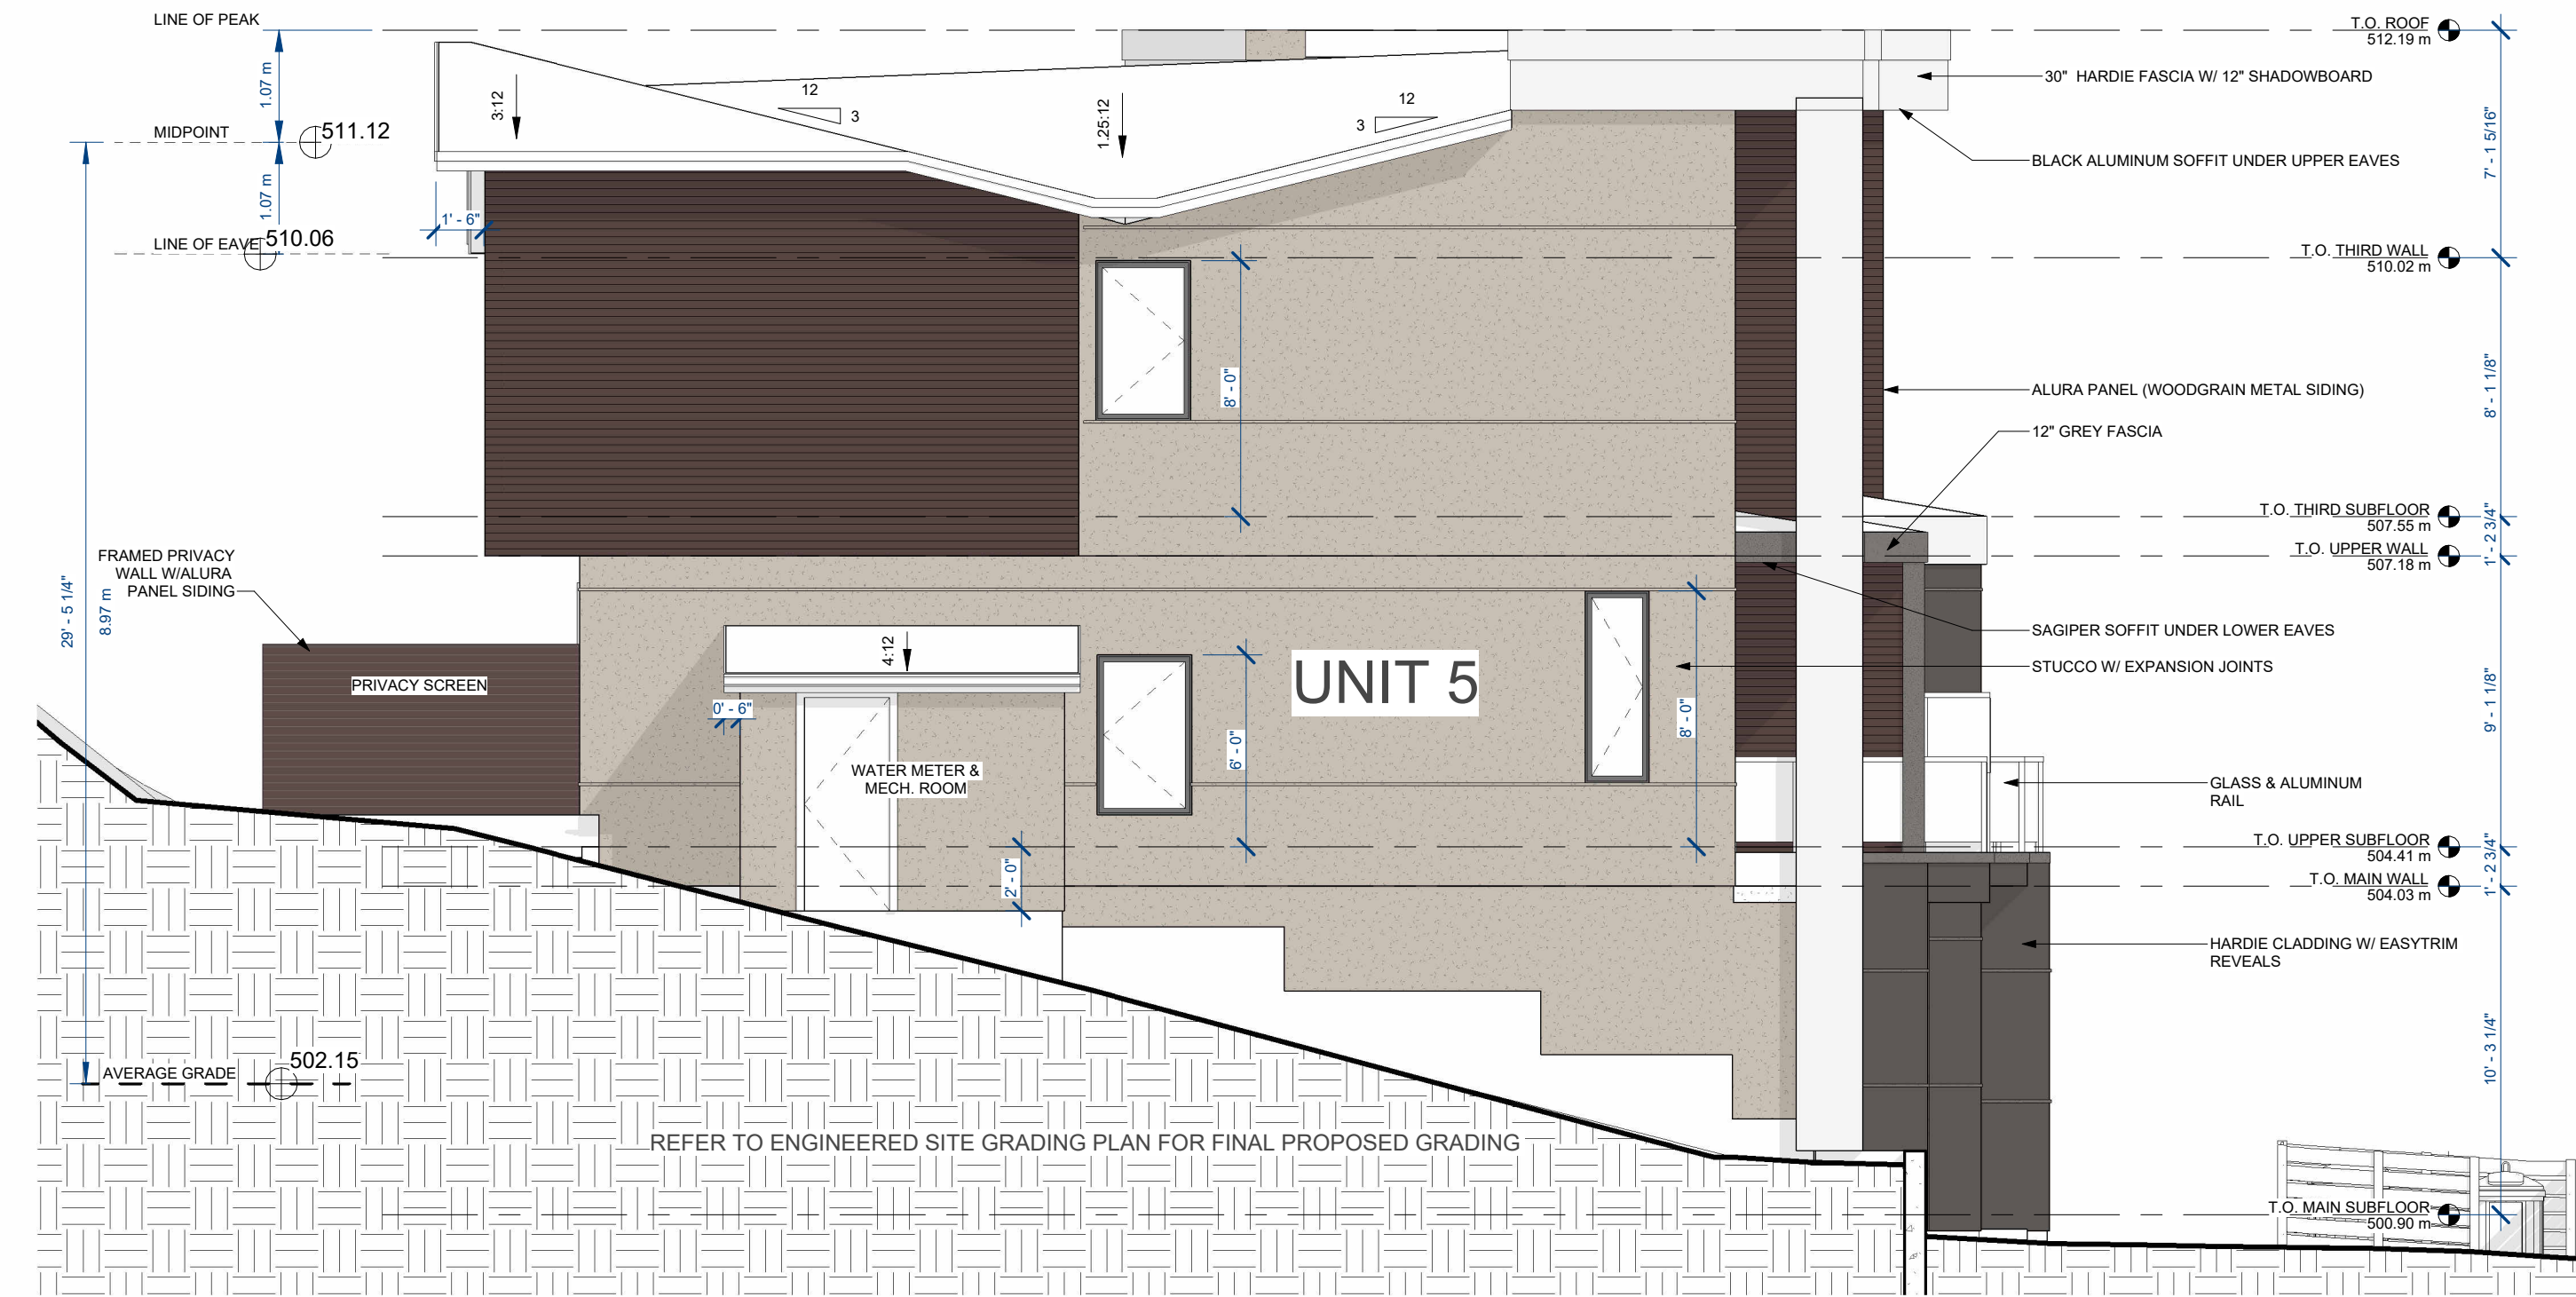 LINE OF PEAK
1.07 m
MIDPOINT
511.12
1.07 m
1' - 6"
LINE OF EAVE
510.06
29' - 5 1/4"
8.97 m
FRAMED PRIVACY
WALL W/ALURA
PANEL SIDING
PRIVACY SCREEN
AVERAGE GRADE
502.15
3:12
12
3
1.25:12
12
3
8' - 0"
4:12
0' - 6"
WATER METER &
MECH. ROOM
2' - 0"
6' - 0"
UNIT 5
8' - 0"
REFER TO ENGINEERED SITE GRADING PLAN FOR FINAL PROPOSED GRADING
T.O. ROOF
512.19 m
30" HARDIE FASCIA W/ 12" SHADOWBOARD
BLACK ALUMINUM SOFFIT UNDER UPPER EAVES
7' - 1 5/16"
T.O. THIRD WALL
510.02 m
ALURA PANEL (WOODGRAIN METAL SIDING)
8' - 1 1/8"
12" GREY FASCIA
T.O. THIRD SUBFLOOR
507.55 m
1' - 2 3/4"
T.O. UPPER WALL
507.18 m
SAGIPER SOFFIT UNDER LOWER EAVES
STUCCO W/ EXPANSION JOINTS
9' - 1 1/8"
GLASS & ALUMINUM
RAIL
T.O. UPPER SUBFLOOR
504.41 m
1' - 2 3/4"
T.O. MAIN WALL
504.03 m
HARDIE CLADDING W/ EASYTRIM
REVEALS
10' - 3 1/4"
T.O. MAIN SUBFLOOR
500.90 m